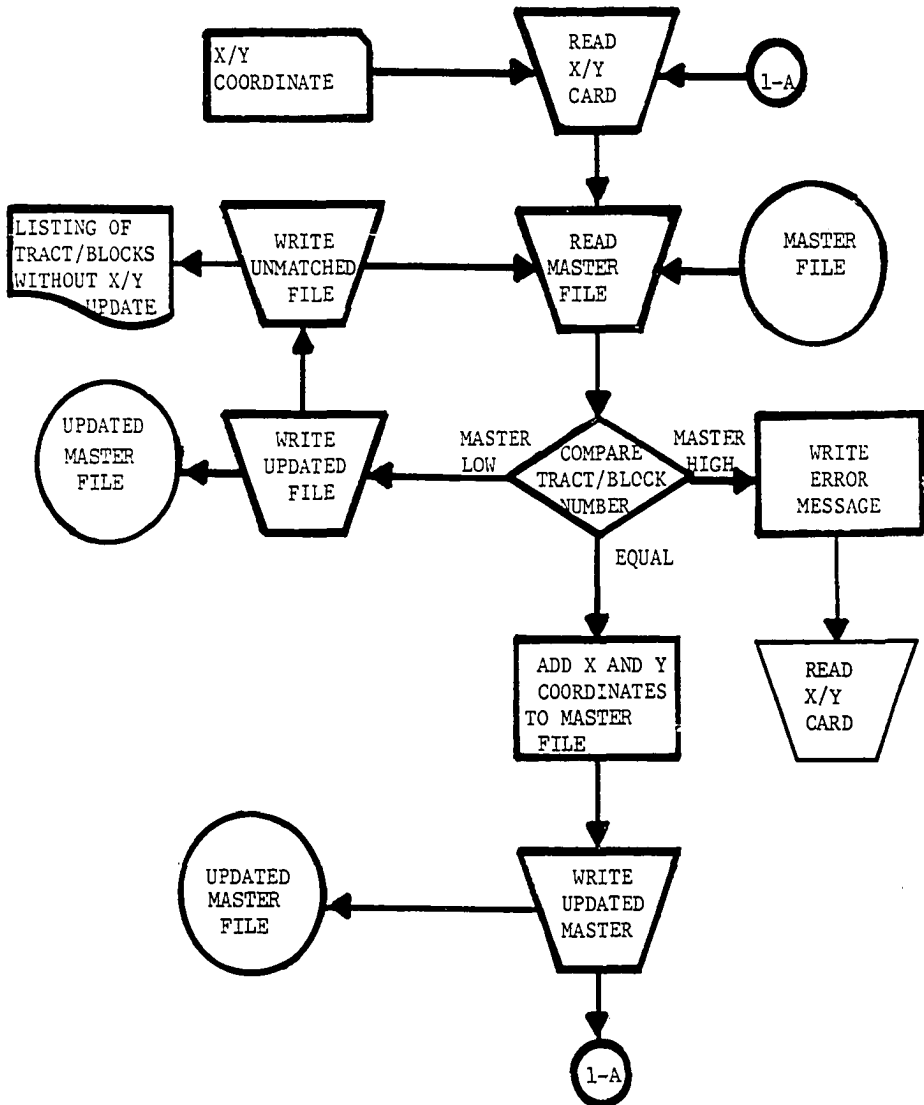 X/Y
COORDINATE
READ
X/Y
CARD
1-A
LISTING OF
TRACT/BLOCKS
WITHOUT X/Y
UPDATE
WRITE
UNMATCHED
FILE
READ
MASTER
FILE
MASTER
FILE
UPDATED
MASTER
FILE
WRITE
UPDATED
FILE
MASTER
LOW
COMPARE
TRACT/BLOCK
NUMBER
MASTER
HIGH
WRITE
ERROR
MESSAGE
EQUAL
ADD X AND Y
COORDINATES
TO MASTER
FILE
READ
X/Y
CARD
UPDATED
MASTER
FILE
WRITE
UPDATED
MASTER
1-A